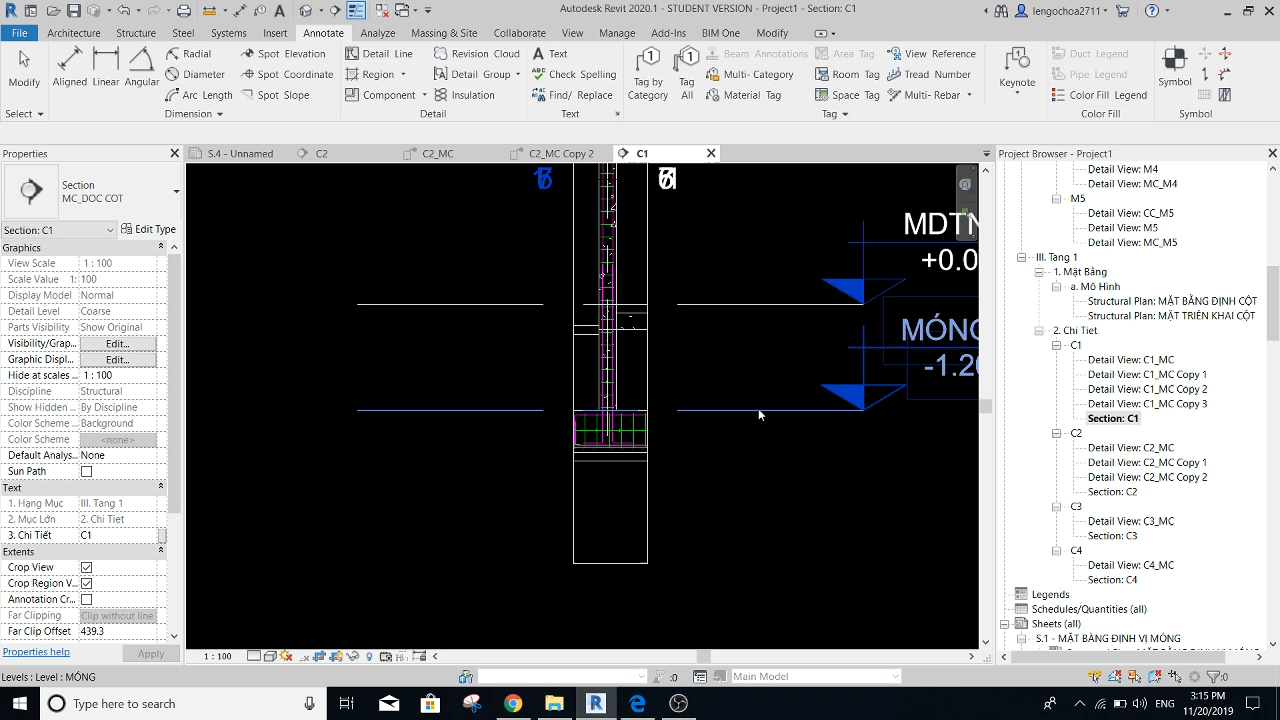 Autodesk Revit 2020.1 - STUDENT VERSION - Project1 - Section: C1
lengochoa2711
File
Architecture
Structure
Steel
Systems
Insert
Annotate
Analyze
Massing & Site
Collaborate
View
Manage
Add-Ins
BIM One
Modify
Modify
Select
Aligned
Linear
Angular
Radial
Diameter
Arc Length
Spot Elevation
Spot Coordinate
Spot Slope
Dimension
Detail Line
Region
Component
Revision Cloud
Detail Group
Insulation
Detail
Text
Check Spelling
Find/ Replace
Text
Tag by Category
Tag All
Beam Annotations
Multi- Category
Material Tag
Area Tag
Room Tag
Space Tag
View Reference
Tread Number
Multi- Rebar
Tag
Keynote
Duct Legend
Pipe Legend
Color Fill Legend
Color Fill
Symbol
Symbol
Properties
S.4 - Unnamed
C2
C2_MC
C2_MC Copy 2
C1
Project Browser - Project1
Section
MC_DOC COT
Section: C1
Edit Type
Graphics
View Scale 1 : 100
Scale Value 1: 100
Display Model Normal
Detail Level Coarse
Parts Visibility Show Original
Visibility/Grap... Edit...
Graphic Displ... Edit...
Hide at scales ... 1 : 100
Discipline Structural
Show Hidden ... By Discipline
Color Scheme ... Background
Color Scheme <none>
Default Analys... None
Sun Path
Text
1. Hạng Mục III. Tang 1
2. Mục Lớn 2. Chi Tiet
3. Chi Tiết C1
Extents
Crop View
Crop Region V...
Annotation Cr...
Far Clipping Clip without line
Far Clip Offset 439.3
Properties help
Apply
MDTN
+0.0
MÓNG
-1.20
Detail View: M4
Detail View: MC_M4
M5
Detail View: CC_M5
Detail View: M5
Detail View: MC_M5
III. Tang 1
1. Mặt Bằng
a. Mô Hình
Structural Plan: MẶT BẰNG ĐỊNH CỘT
Structural Plan: MẶT TRIỂN KHAI CỘT
2. Chi Tiet
C1
Detail View: C1_MC
Detail View: C1_MC Copy 1
Detail View: C1_MC Copy 2
Detail View: C1_MC Copy 3
Section: C1
C2
Detail View: C2_MC
Detail View: C2_MC Copy 1
Detail View: C2_MC Copy 2
Section: C2
C3
Detail View: C3_MC
Section: C3
C4
Detail View: C4_MC
Section: C4
Legends
Schedules/Quantities (all)
Sheets (all)
S.1 - MẶT BẰNG ĐỊNH VỊ MÓNG
1 : 100
Levels : Level : MÓNG
:0
Main Model
:0
Type here to search
ENG
3:15 PM
11/20/2019